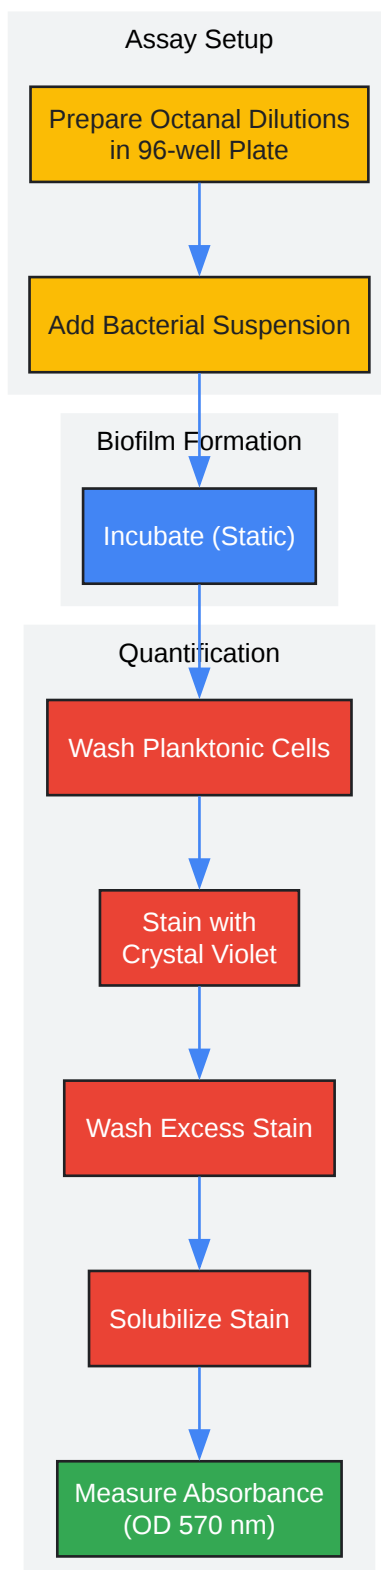 Assay Setup
Prepare Octanal Dilutions
in 96-well Plate
Add Bacterial Suspension
Biofilm Formation
Incubate (Static)
Quantification
Wash Planktonic Cells
Stain with
Crystal Violet
Wash Excess Stain
Solubilize Stain
Measure Absorbance
(OD 570 nm)